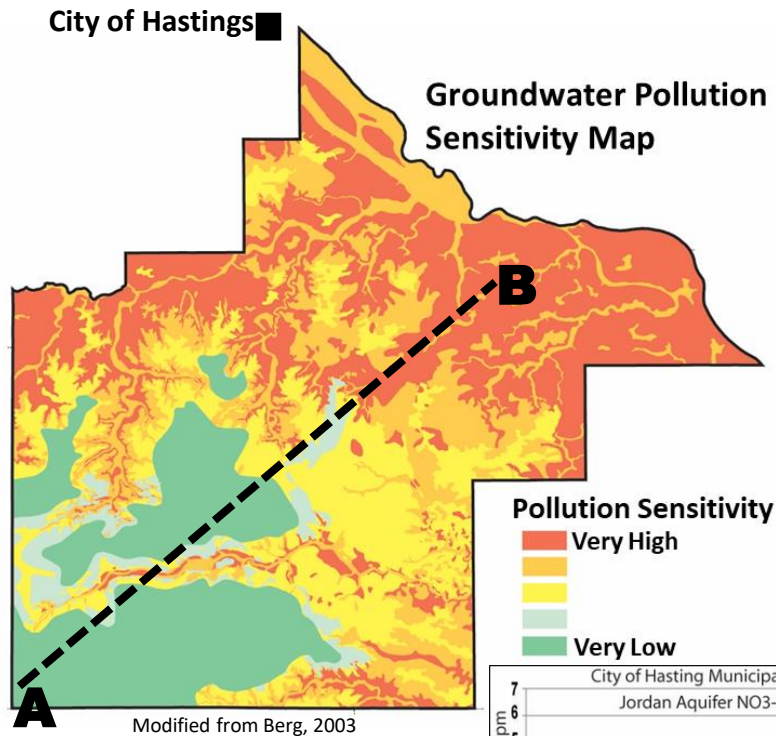 City of Hastings
Groundwater Pollution
Sensitivity Map
B
Pollution Sensitivity
Very High
Very Low
A
Modified from Berg, 2003
City of Hasting Municipa
Jordan Aquifer NO3-
7
6
pm